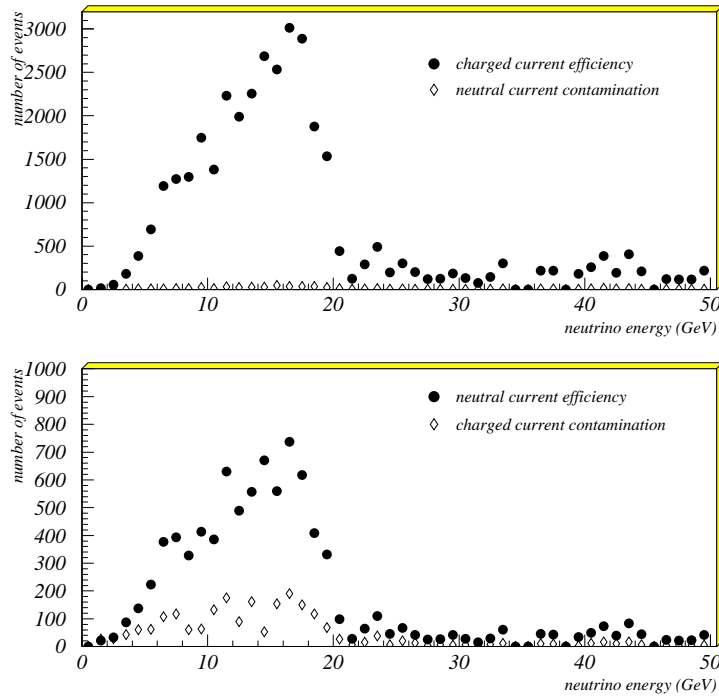 number of events
3000
2500
2000
1500
1000
500
0
charged current efficiency
neutral current contamination
0 10 20 30 40 50
neutrino energy (GeV)
number of events
1000
900
800
700
600
500
400
300
200
100
0
neutral current efficiency
charged current contamination
0 10 20 30 40 50
neutrino energy (GeV)